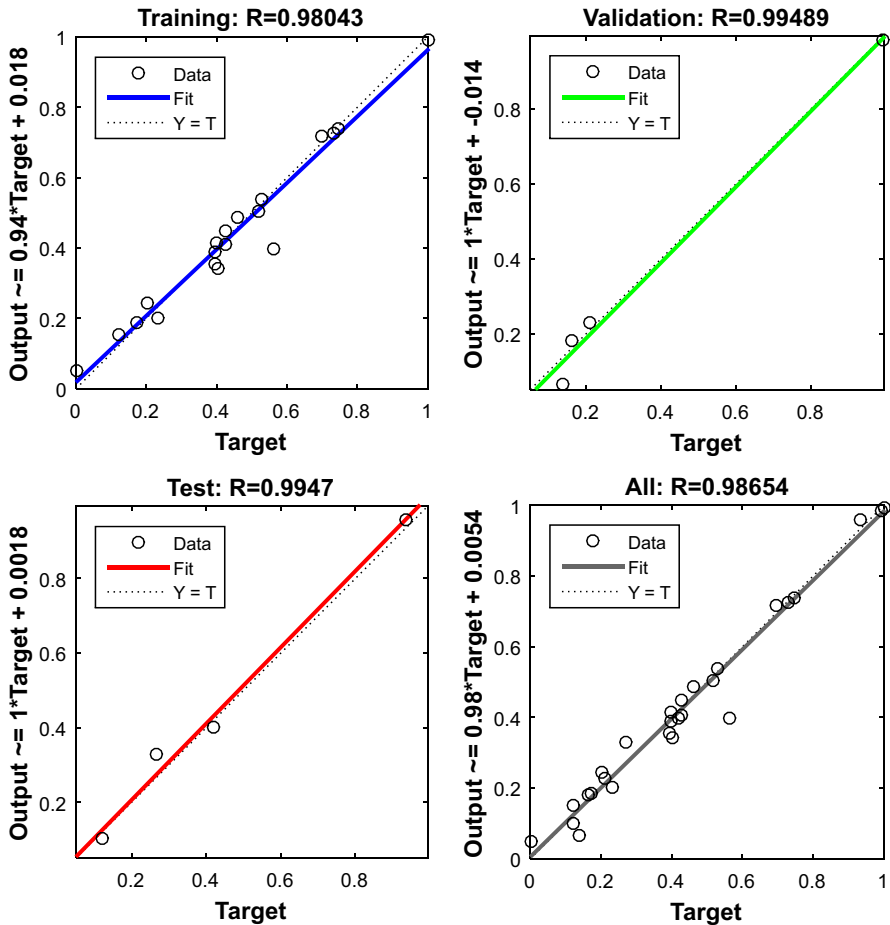 Training: R=0.98043
Output ~= 0.94*Target + 0.018
1
0.8
0.6
0.4
0.2
0
Data
Fit
Y = T
0
0.2
0.4
0.6
0.8
1
Target
Validation: R=0.99489
Output ~= 1*Target + -0.014
0.8
0.6
0.4
0.2
Data
Fit
Y = T
0.2
0.4
0.6
0.8
Target
Test: R=0.9947
Output ~= 1*Target + 0.0018
0.8
0.6
0.4
0.2
Data
Fit
Y = T
0.2
0.4
0.6
0.8
Target
All: R=0.98654
Output ~= 0.98*Target + 0.0054
1
0.8
0.6
0.4
0.2
0
Data
Fit
Y = T
0
0.2
0.4
0.6
0.8
1
Target